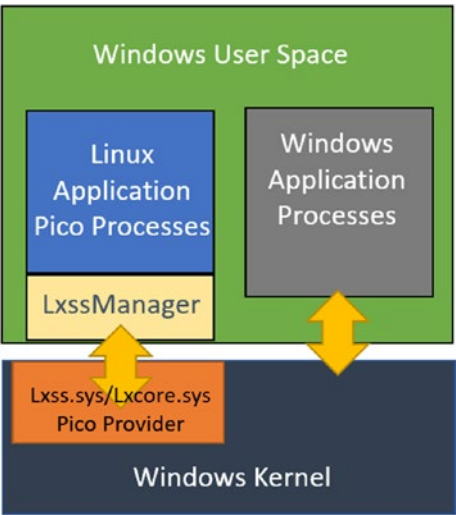 Windows User Space
Linux
Application
Pico Processes
Windows
Application
Processes
LxssManager
Lxss.sys/Lxcore.sys
Pico Provider
Windows Kernel